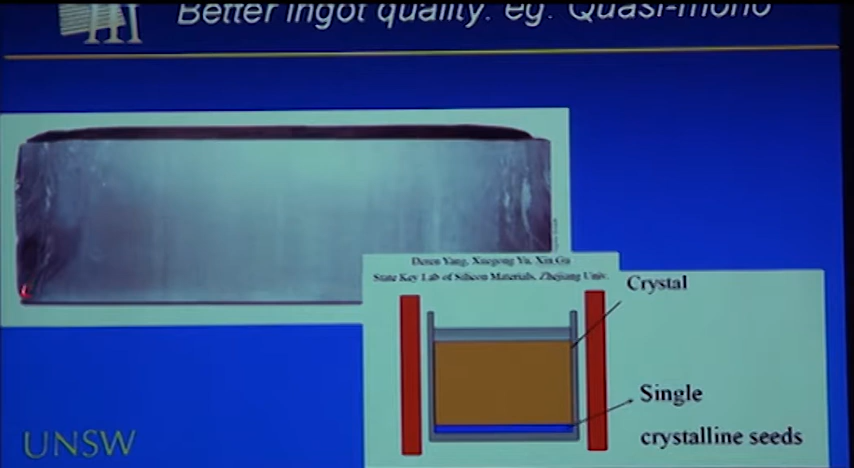 Better ingot quality. eg. Quasi-mono
Deren Yang, Xuegong Yu, Xin Gu
State Key Lab of Silicon Materials, Zhejiang Univ.
Crystal
Single
crystalline seeds
UNSW